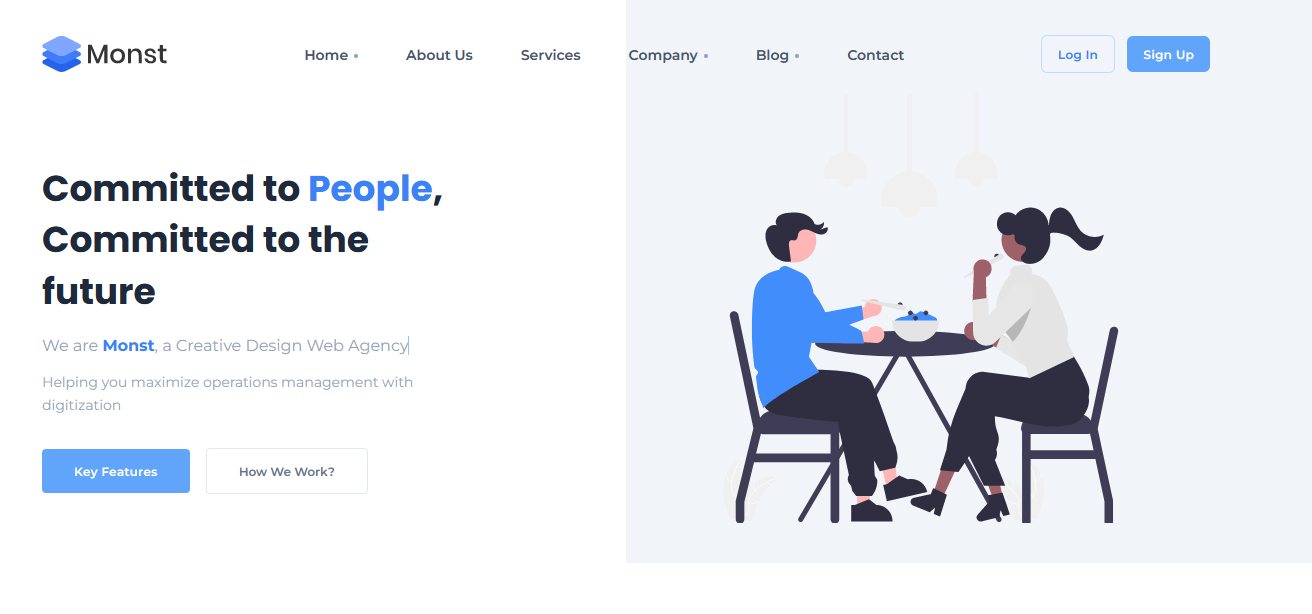 Monst
Home
About Us
Services
Company
Blog
Contact
Log In
Sign Up
Committed to People,
Committed to the
future
We are Monst, a Creative Design Web Agency
Helping you maximize operations management with
digitization
Key Features
How We Work?